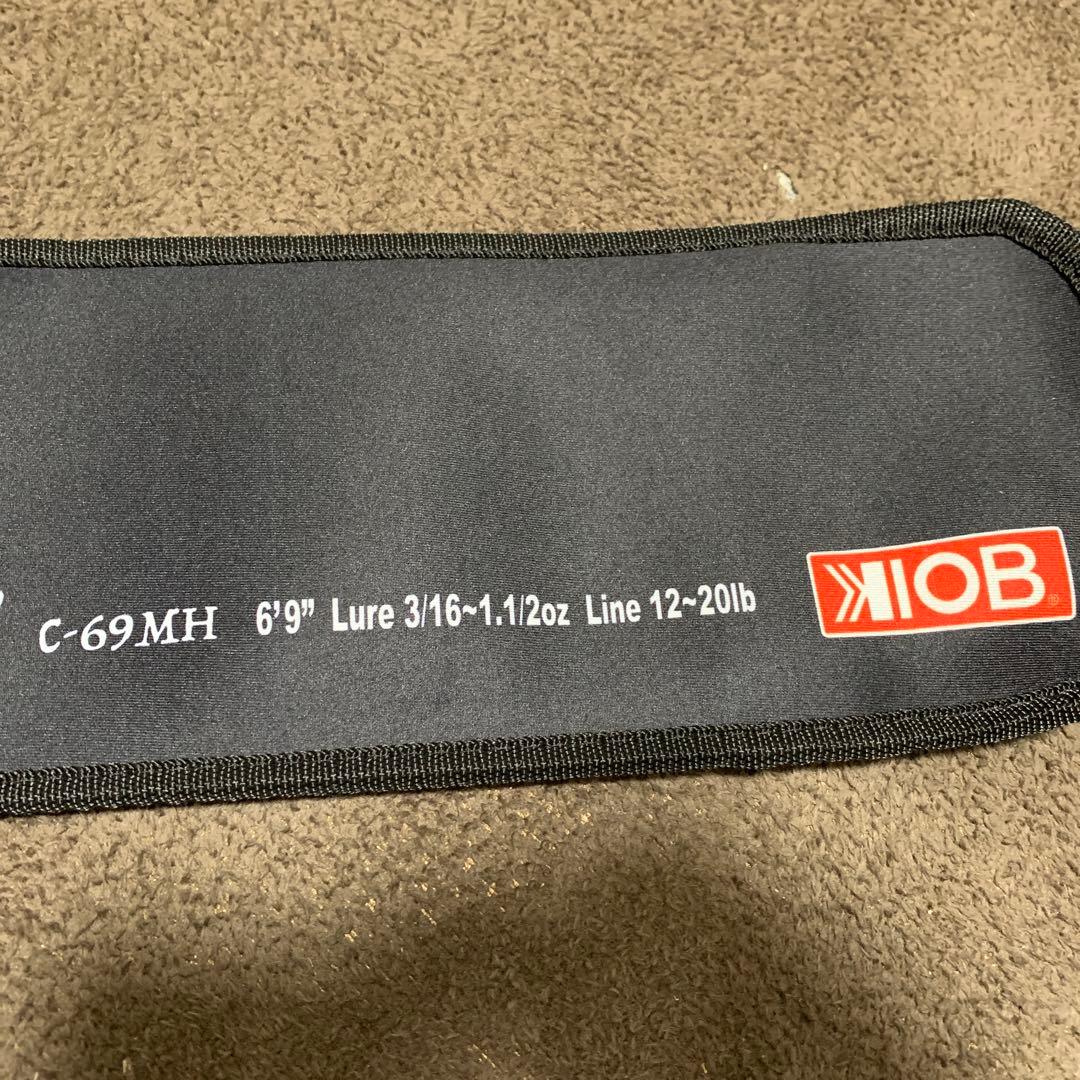 C-69MH 6'9” Lure 3/16~1.1/2oz Line 12~20lb
KIOB®